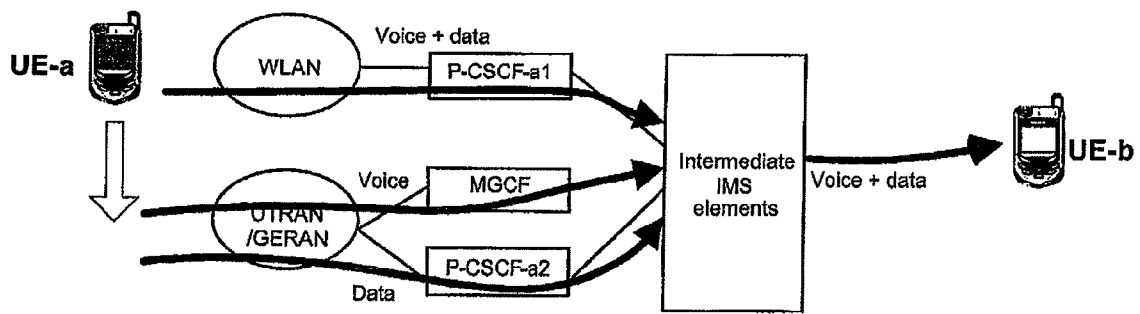 UE-a
Voice + data
WLAN
P-CSCF-a1
Voice
MGCF
UTRAN
/GERAN
P-CSCF-a2
Data
Intermediate
IMS
elements
Voice + data
UE-b